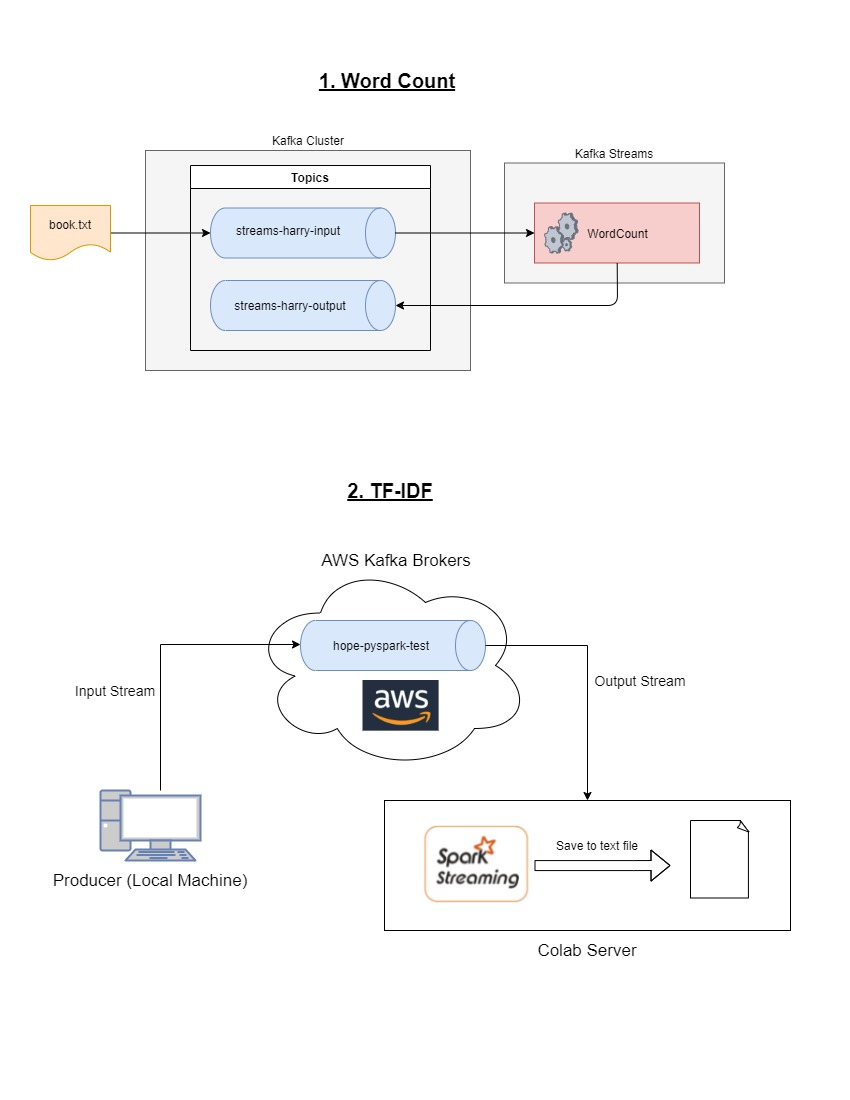 1. Word Count
Kafka Cluster
Kafka Streams
Topics
book.txt
streams-harry-input
WordCount
streams-harry-output
2. TF-IDF
AWS Kafka Brokers
hope-pyspark-test
Input Stream
aws
Output Stream
Spark
Streaming
Save to text file
Producer (Local Machine)
Colab Server